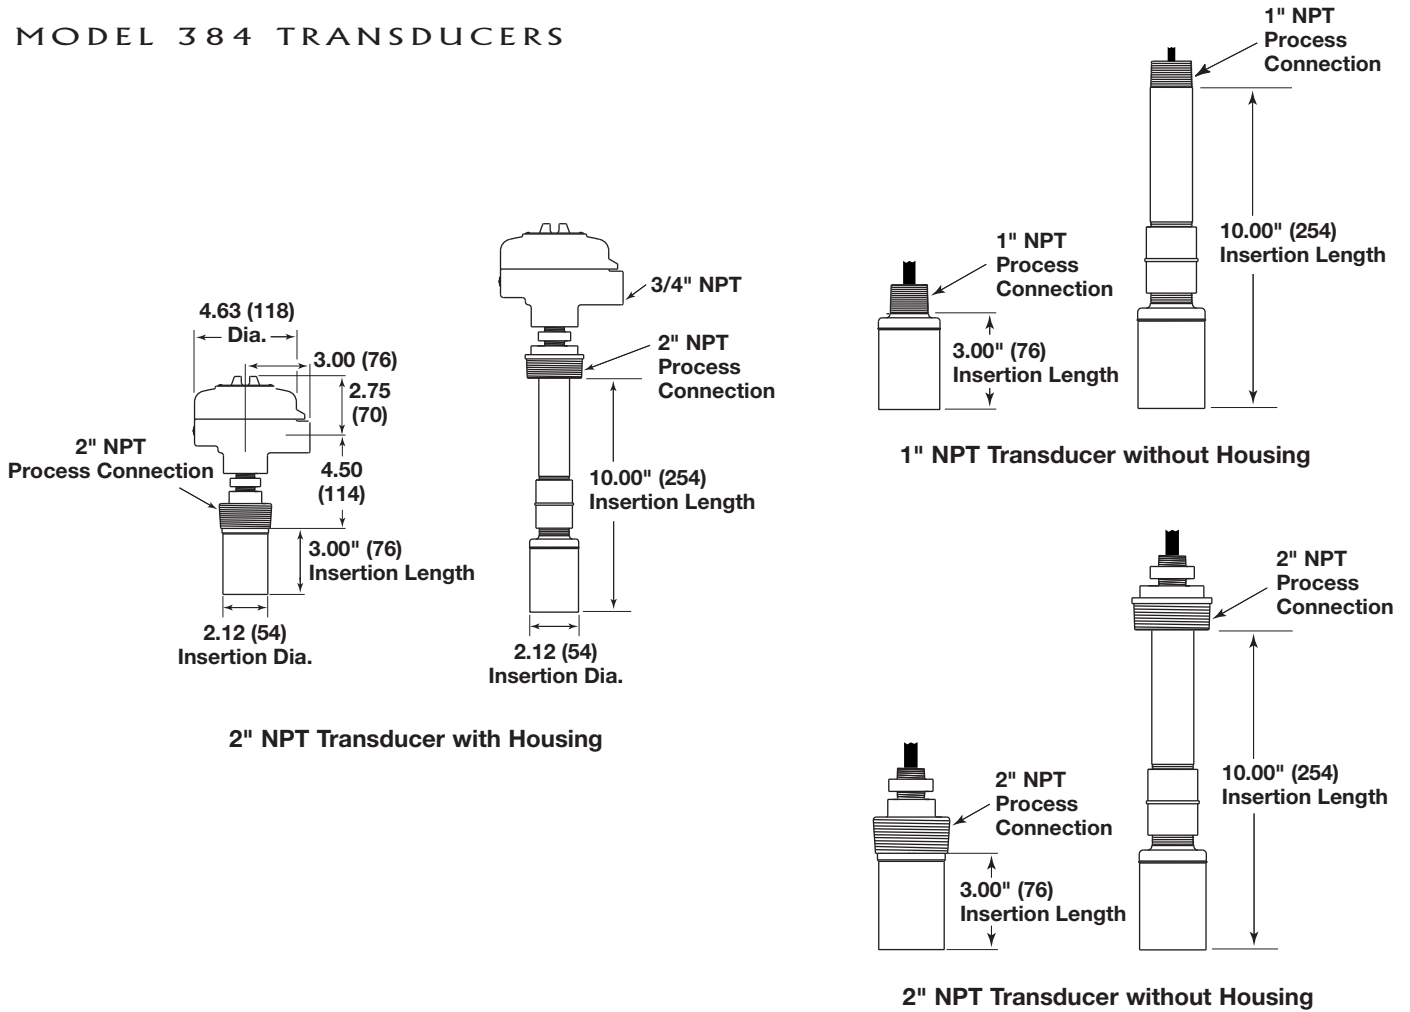 MODEL 384 TRANSDUCERS
4.63 (118)
Dia.
3.00 (76)
2.75
(70)
2" NPT
Process Connection
4.50
(114)
3.00" (76)
Insertion Length
2.12 (54)
Insertion Dia.
3/4" NPT
2" NPT
Process
Connection
10.00" (254)
Insertion Length
2.12 (54)
Insertion Dia.
2" NPT Transducer with Housing
1" NPT
Process
Connection
3.00" (76)
Insertion Length
1" NPT
Process
Connection
10.00" (254)
Insertion Length
1" NPT Transducer without Housing
2" NPT
Process
Connection
3.00" (76)
Insertion Length
2" NPT
Process
Connection
10.00" (254)
Insertion Length
2" NPT Transducer without Housing